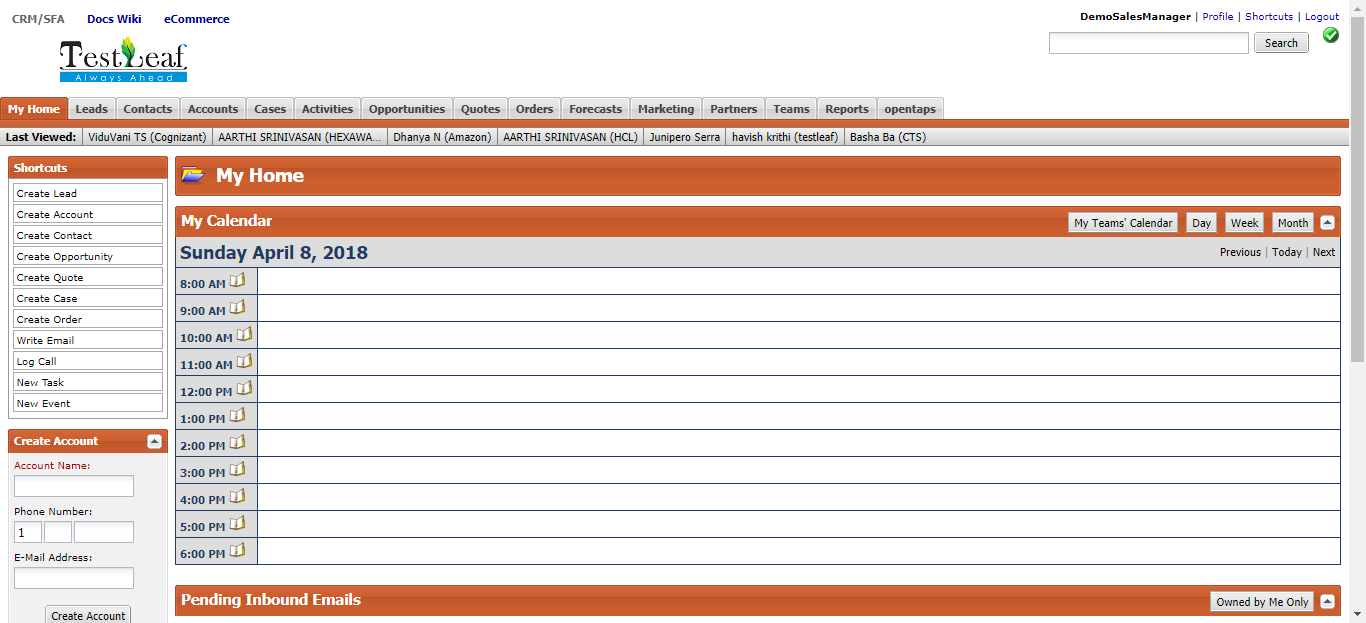 CRM/SFA Docs Wiki eCommerce
DemoSalesManager | Profile | Shortcuts | Logout
Search
TestLeaf
Always Ahead
My Home Leads Contacts Accounts Cases Activities Opportunities Quotes Orders Forecasts Marketing Partners Teams Reports opentaps
Last Viewed: ViduVani TS (Cognizant) AARTHI SRINIVASAN (HEXAWA... Dhanya N (Amazon) AARTHI SRINIVASAN (HCL) Junipero Serra havish krithi (testleaf) Basha Ba (CTS)
Shortcuts
Create Lead
Create Account
Create Contact
Create Opportunity
Create Quote
Create Case
Create Order
Write Email
Log Call
New Task
New Event
Create Account
Account Name:
Phone Number:
1
E-Mail Address:
Create Account
My Home
My Calendar My Teams' Calendar Day Week Month
Sunday April 8, 2018 Previous | Today | Next
8:00 AM
9:00 AM
10:00 AM
11:00 AM
12:00 PM
1:00 PM
2:00 PM
3:00 PM
4:00 PM
5:00 PM
6:00 PM
Pending Inbound Emails Owned by Me Only